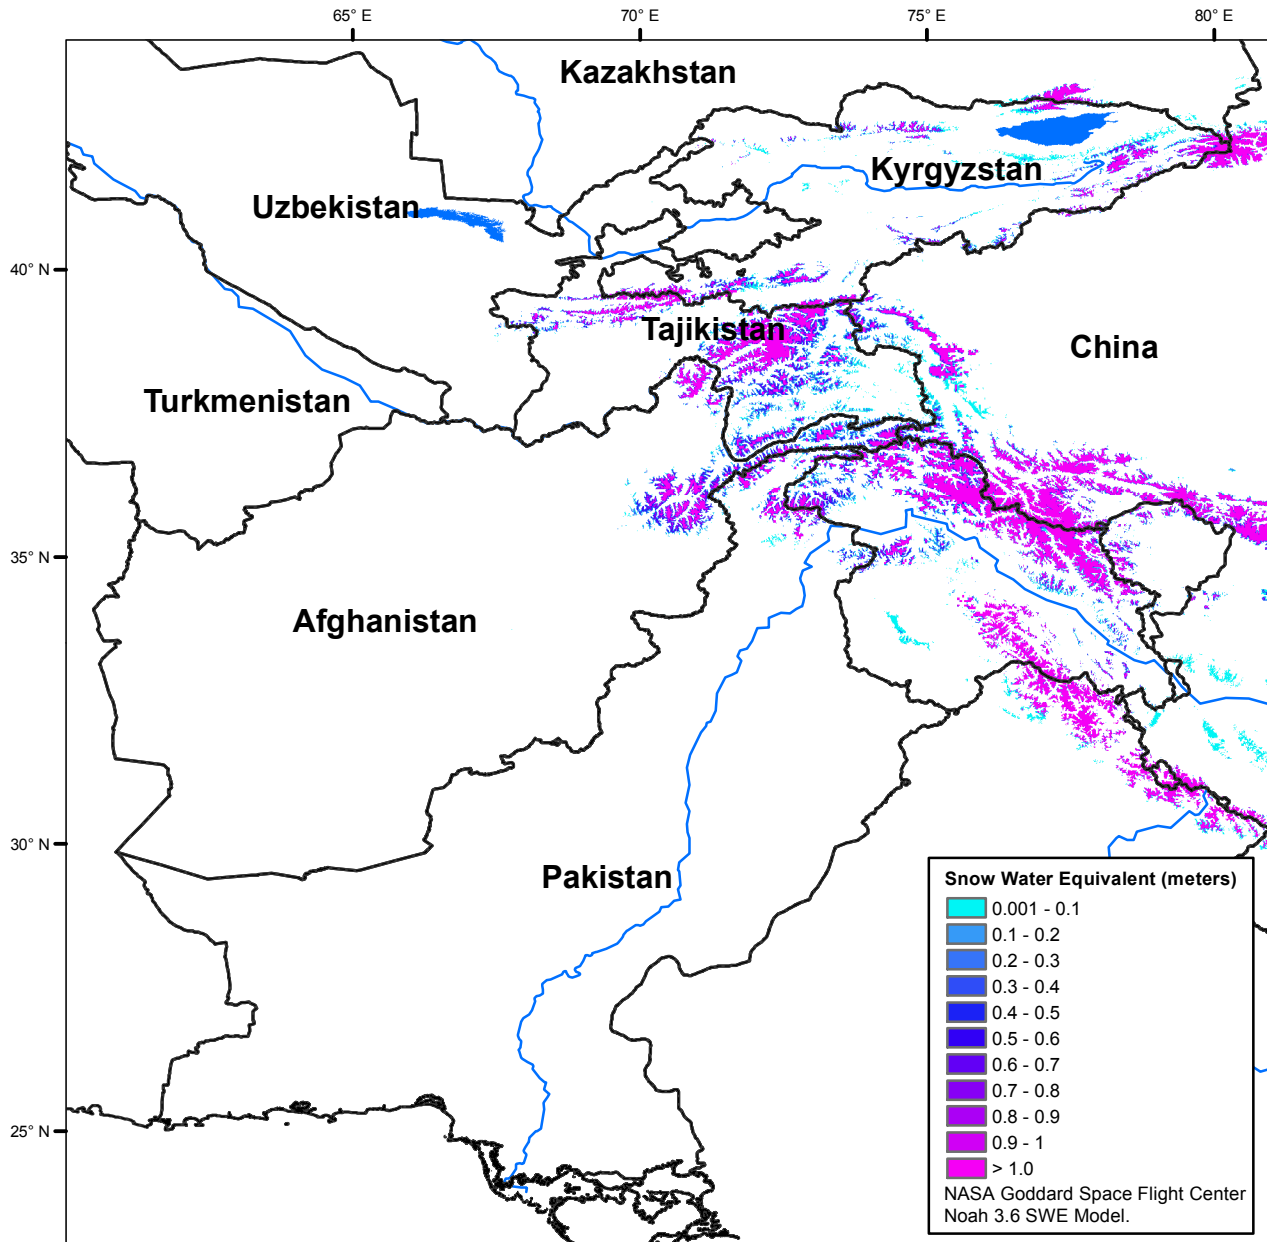 65° E
70° E
75° E
80° E
Kazakhstan
Kyrgyzstan
Uzbekistan
40° N
Tajikistan
China
Turkmenistan
35° N
Afghanistan
30° N
Pakistan
25° N
Snow Water Equivalent (meters)
0.001 - 0.1
0.1 - 0.2
0.2 - 0.3
0.3 - 0.4
0.4 - 0.5
0.5 - 0.6
0.6 - 0.7
0.7 - 0.8
0.8 - 0.9
0.9 - 1
> 1.0
NASA Goddard Space Flight Center
Noah 3.6 SWE Model.